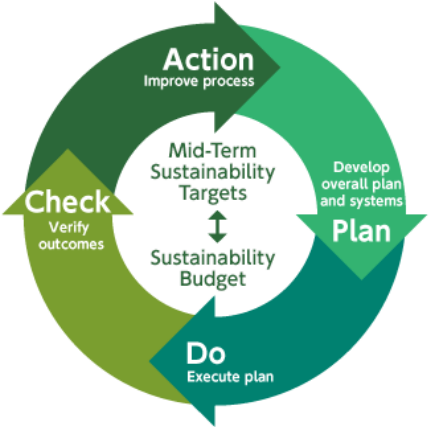 Action
Improve process
Develop
overall plan
and systems
Plan
Do
Execute plan
Check
Verify
outcomes
Mid-Term
Sustainability
Targets
Sustainability
Budget